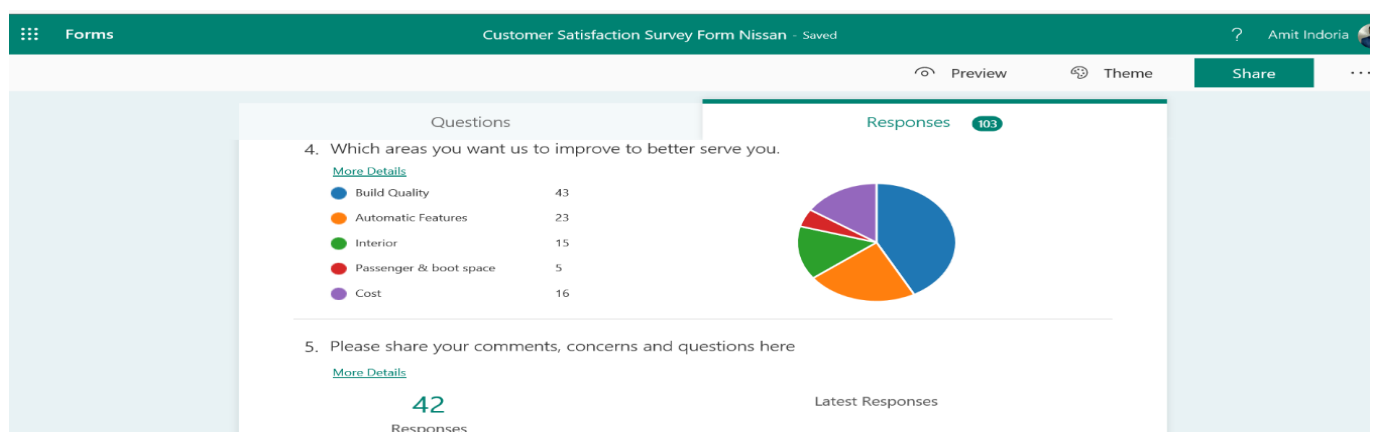 Forms
Customer Satisfaction Survey Form Nissan - Saved
? Amit Indoria
Preview
Theme
Share
...
Questions
Responses 103
4. Which areas you want us to improve to better serve you.
More Details
Build Quality 43
Automatic Features 23
Interior 15
Passenger & boot space 5
Cost 16
5. Please share your comments, concerns and questions here
More Details
42
Latest Responses
Responses